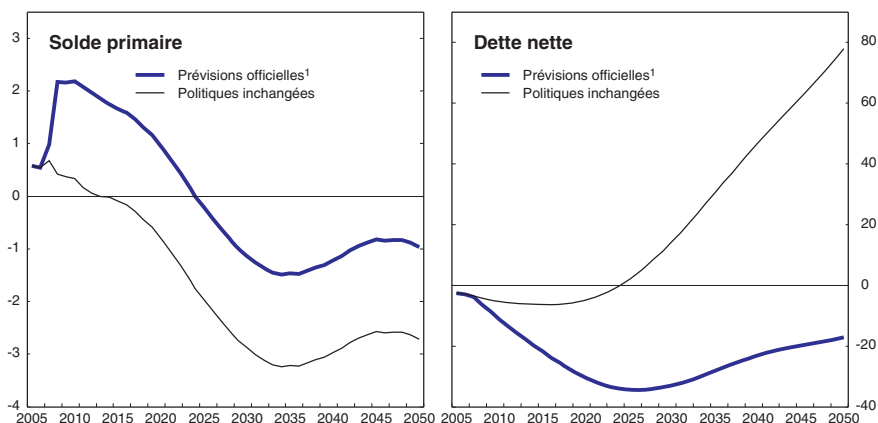 Solde primaire
Prévisions officielles¹
Politiques inchangées
3
2
1
0
-1
-2
-3
-4
2005 2010 2015 2020 2025 2030 2035 2040 2045 2050
Dette nette
Prévisions officielles¹
Politiques inchangées
80
60
40
20
0
-20
-40
2005 2010 2015 2020 2025 2030 2035 2040 2045 2050